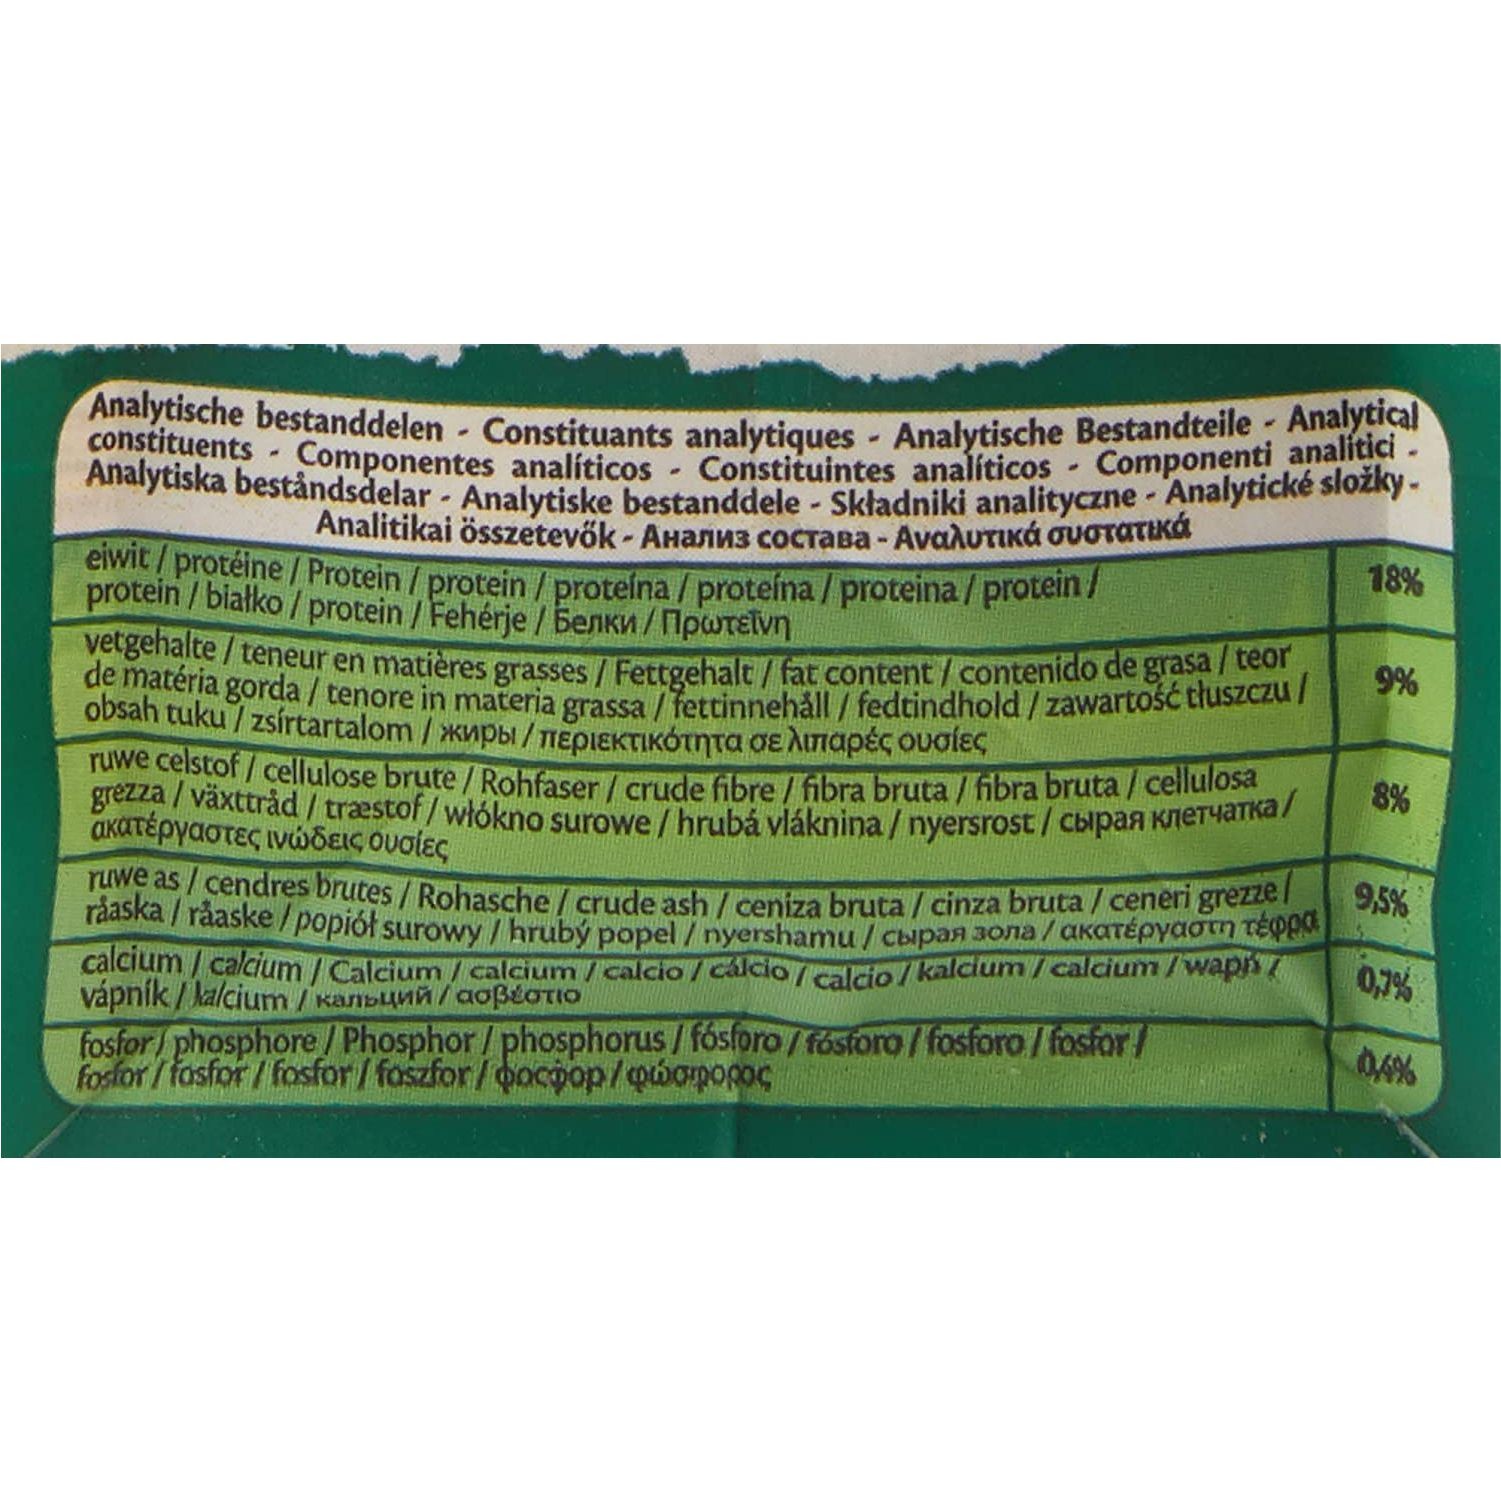 Analytische bestanddelen - Constituants analytiques - Analytische Bestandteile - Analytical
constituents - Componentes analíticos - Constituintes analíticos - Componenti analitici -
Analytiska beståndsdelar - Analytiske bestanddele - Składniki analityczne - Analytické složky -
Analitikai összetevők - Анализ состава - Αναλυτικά συστατικά
eiwit / protéine / Protein / protein / proteína / proteína / proteina / protein /
protein / białko / protein / Fehérje / Белки / Πρωτεΐνη
18%
vetgehalte / teneur en matières grasses / Fettgehalt / fat content / contenido de grasa / teor
de matéria gorda / tenore in materia grassa / fettinnehåll / fedtindhold / zawartość tłuszczu /
obsah tuku / zsírtartalom / жиры / περιεκτικότητα σε λιπαρές ουσίες
9%
ruwe celstof / cellulose brute / Rohfaser / crude fibre / fibra bruta / fibra bruta / cellulosa
grezza / växttråd / træstof / włókno surowe / hrubá vláknina / nyersrost / сырая клетчатка /
ακατέργαστες ινώδεις ουσίες
8%
ruwe as / cendres brutes / Rohasche / crude ash / ceniza bruta / cinza bruta / ceneri grezze /
råaska / råaske / popiół surowy / hrubý popel / nyershamu / сырая зола / ακατέργαστη τέφρα
9,5%
calcium / calcium / Calcium / calcium / calcio / cálcio / calcio / kalcium / calcium / wapń /
vápník / kalcium / кальций / ασβέστιο
0,7%
fosfor / phosphore / Phosphor / phosphorus / fósforo / fósforo / fosforo / fosfor /
fosfor / fosfor / fosfor / foszfor / фосфор / φώσφορος
0,4%